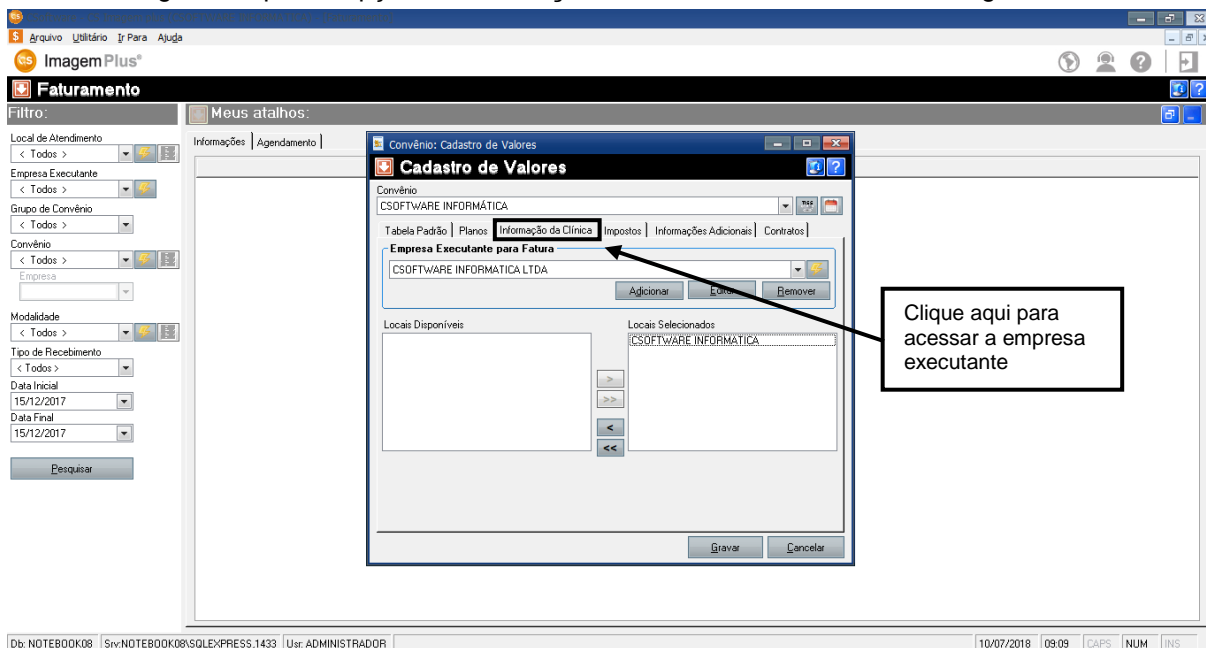 Arquivo Utilitário Ir Para Ajuda
Gs ImagemPlus®
Faturamento
Filtro:
Meus atalhos:
Local de Atendimento
< Todos >
Empresa Executante
< Todos >
Grupo de Convênio
< Todos >
Convênio
< Todos >
Empresa
Modalidade
< Todos >
Tipo de Recebimento
< Todos >
Data Inicial
15/12/2017
Data Final
15/12/2017
Pesquisar
Informações Agendamento
Convênio: Cadastro de Valores
Cadastro de Valores
Convênio
CSOFTWARE INFORMÁTICA
Tabela Padrão Planos Informação da Clínica Impostos Informações Adicionais Contratos
Empresa Executante para Fatura
CSOFTWARE INFORMATICA LTDA
Adicionar Editar Remover
Locais Disponíveis Locais Selecionados
CSOFTWARE INFORMATICA
>
>>
<
<<
Gravar Cancelar
Clique aqui para
acessar a empresa
executante
Db: NOTEBOOK08 Srv:NOTEBOOK08\SQLEXPRESS,1433 Usr: ADMINISTRADOR 10/07/2018 09:09 CAPS NUM INS